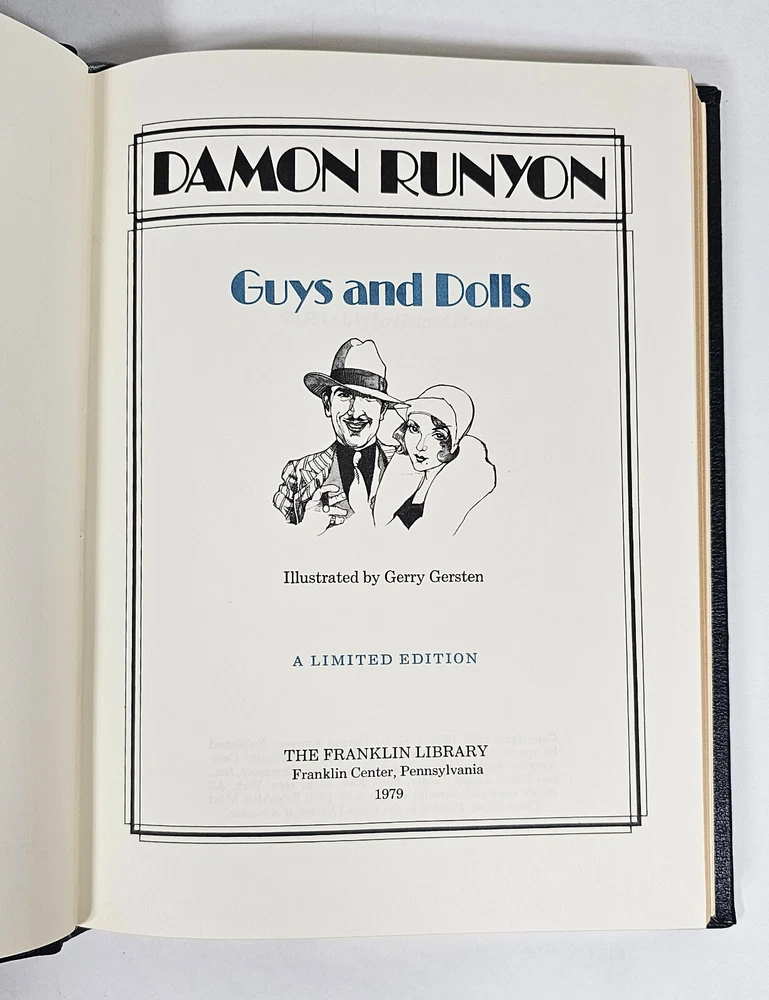 DAMON RUNYON
Guys and Dolls
Illustrated by Gerry Gersten
A LIMITED EDITION
THE FRANKLIN LIBRARY
Franklin Center, Pennsylvania
1979